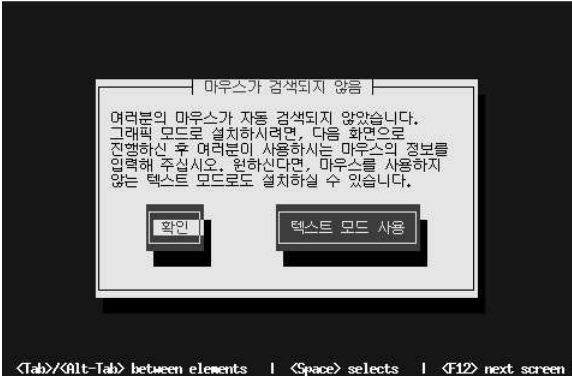 마우스가 검색되지 않음
여러분의 마우스가 자동 검색되지 않았습니다.
그래픽 모드로 설치하시려면, 다음 화면으로
진행하신 후 여러분이 사용하시는 마우스의 정보를
입력해 주십시오. 원하신다면, 마우스를 사용하지
않는 텍스트 모드로도 설치하실 수 있습니다.
확인 텍스트 모드 사용
<Tab>/<Alt-Tab> between elements | <Space> selects | <F12> next screen